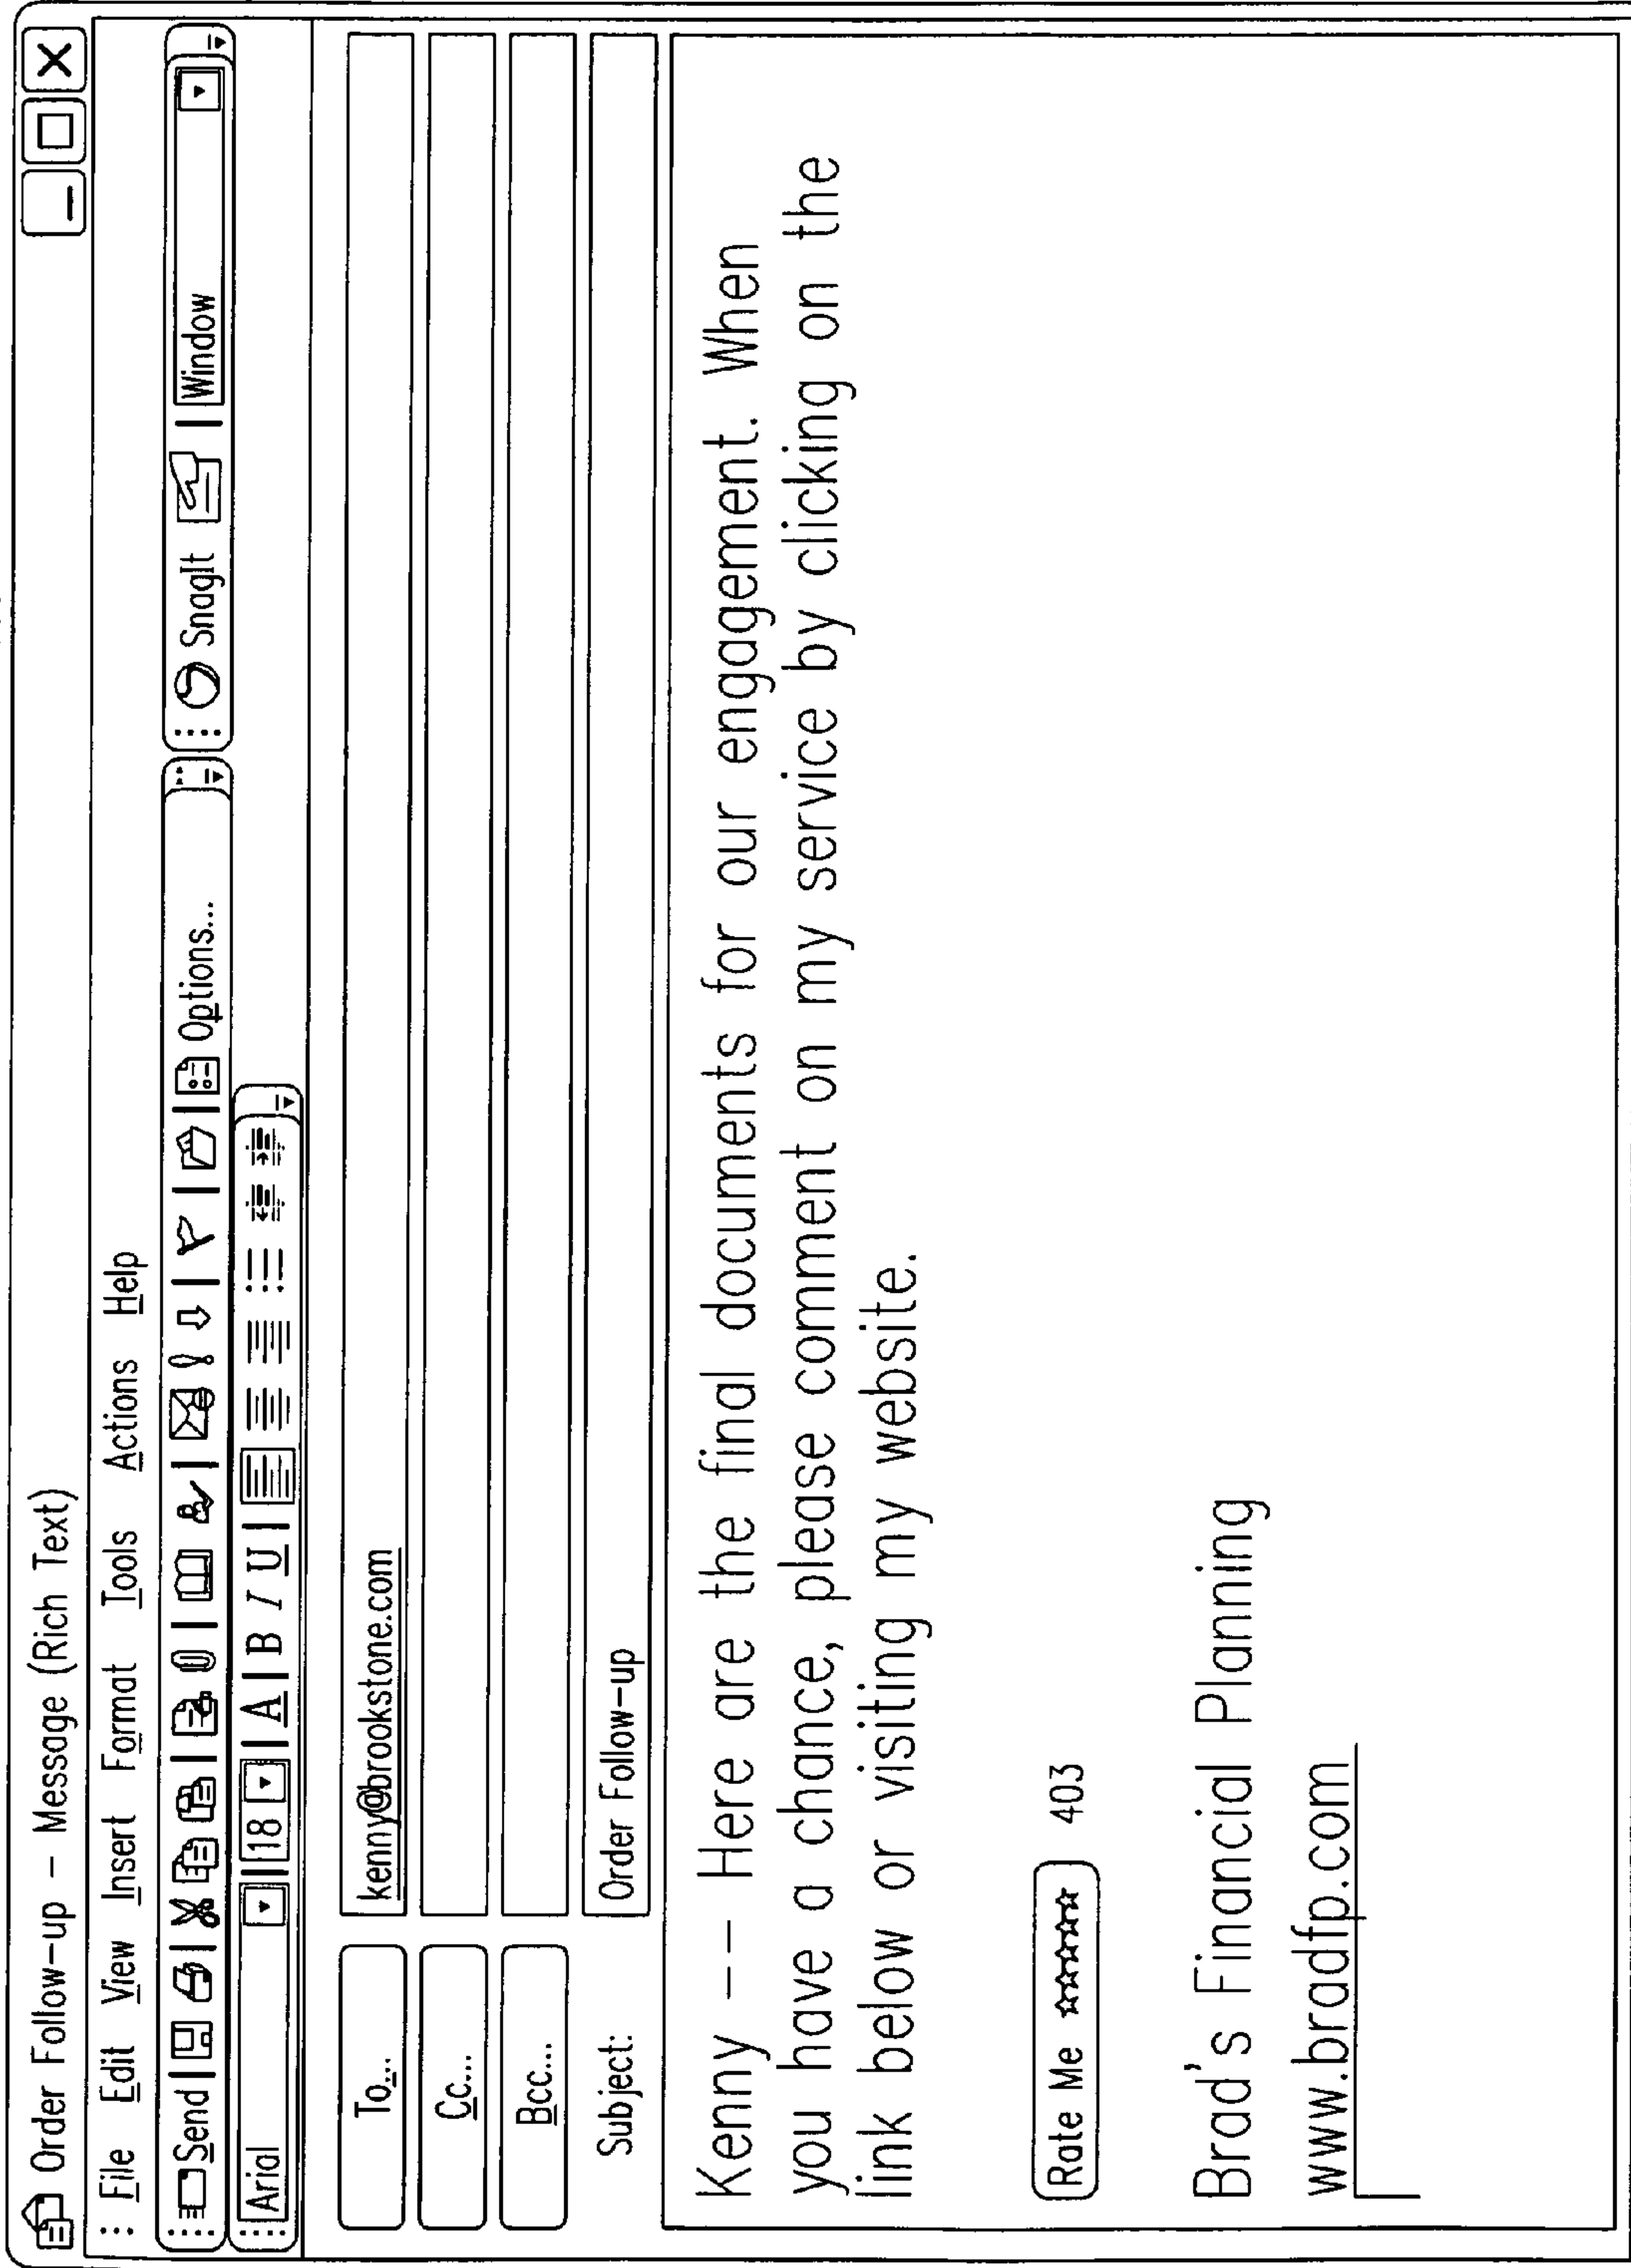 Order Follow-up - Message (Rich Text)
File Edit View Insert Format Tools Actions Help
Send Options... SnagIt Window
Arial 18 A B I U
To... kenny@brookstone.com
Cc...
Bcc...
Subject: Order Follow-up
Kenny -- Here are the final documents for our engagement. When
you have a chance, please comment on my service by clicking on the
link below or visiting my website.
Rate Me ☆☆☆☆☆ 403
Brad's Financial Planning
www.bradfp.com